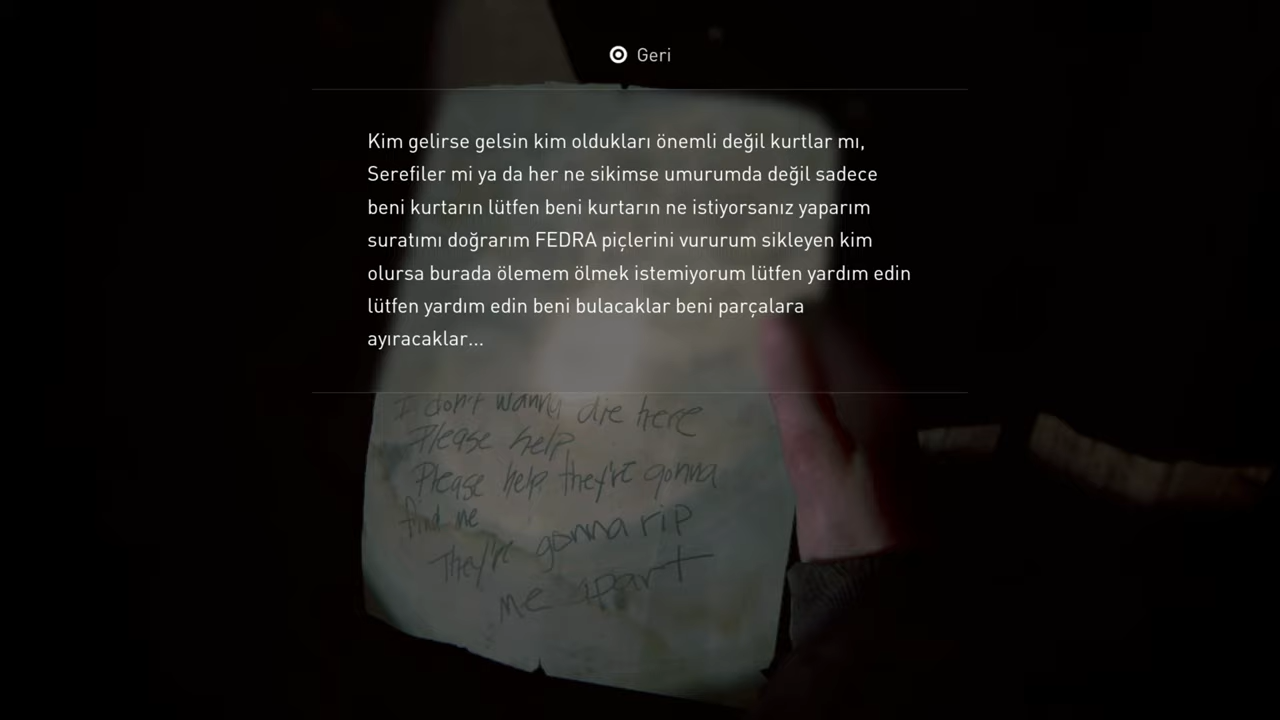 Geri
Kim gelirse gelsin kim oldukları önemli değil kurtlar mı,
Serefiler mi ya da her ne sikimse umurumda değil sadece
beni kurtarın lütfen beni kurtarın ne istiyorsanız yaparım
suratımı doğrarım FEDRA piçlerini vururum sikleyen kim
olursa burada ölemem ölmek istemiyorum lütfen yardım edin
lütfen yardım edin beni bulacaklar beni parçalara
ayıracaklar...
I don't wanna die here
Please help
Please help they're gonna
find me
They're gonna rip
me apart